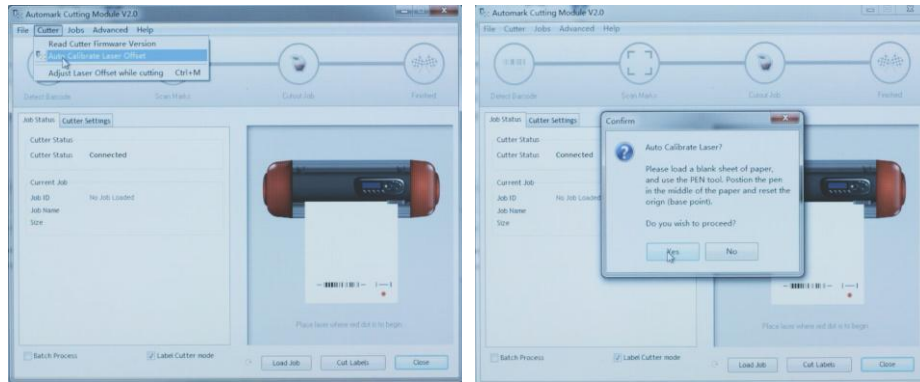 Automark Cutting Module V2.0
File Cutter Jobs Advanced Help
Read Cutter Firmware Version
Auto Calibrate Laser Offset
Adjust Laser Offset while cutting Ctrl+M
Detect Barcode Scan Marks Cutout Job Finished
Job Status Cutter Settings
Cutter Status
Cutter Status Connected
Current Job
Job ID No Job Loaded
Job Name
Size
Place laser where red dot is to begin
Batch Process Label Cutter mode Load Job Cut Labels Close
Automark Cutting Module V2.0
File Cutter Jobs Advanced Help
Detect Barcode Scan Marks Cutout Job Finished
Job Status Cutter Settings
Cutter Status
Cutter Status Connected
Current Job
Job ID No Job Loaded
Job Name
Size
Confirm
Auto Calibrate Laser?
Please load a blank sheet of paper,
and use the PEN tool. Postion the pen
in the middle of the paper and reset the
orign (base point).
Do you wish to proceed?
Yes No
Place laser where red dot is to begin
Batch Process Label Cutter mode Load Job Cut Labels Close